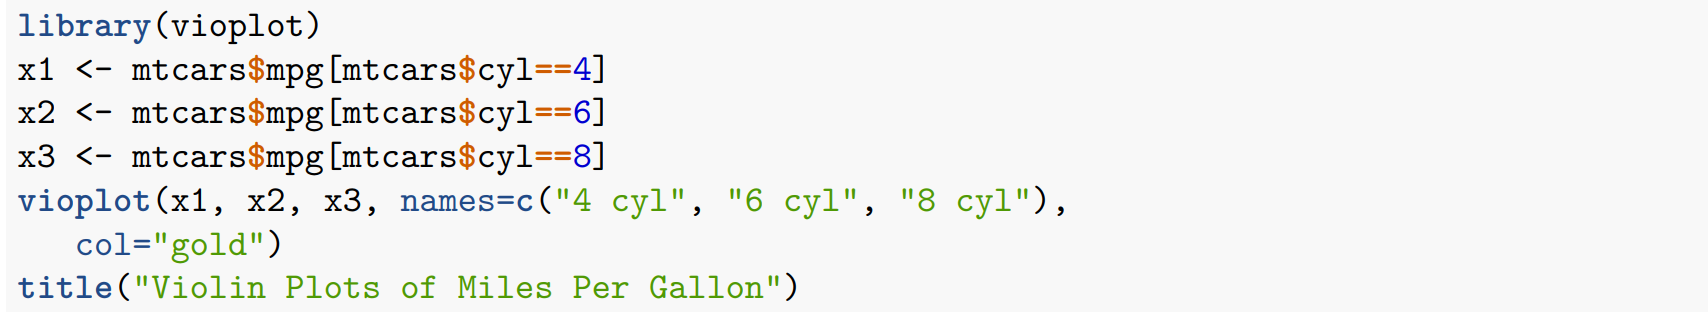 library(vioplot)
x1 <- mtcars$mpg[mtcars$cyl==4]
x2 <- mtcars$mpg[mtcars$cyl==6]
x3 <- mtcars$mpg[mtcars$cyl==8]
vioplot(x1, x2, x3, names=c("4 cyl", "6 cyl", "8 cyl"),
   col="gold")
title("Violin Plots of Miles Per Gallon")